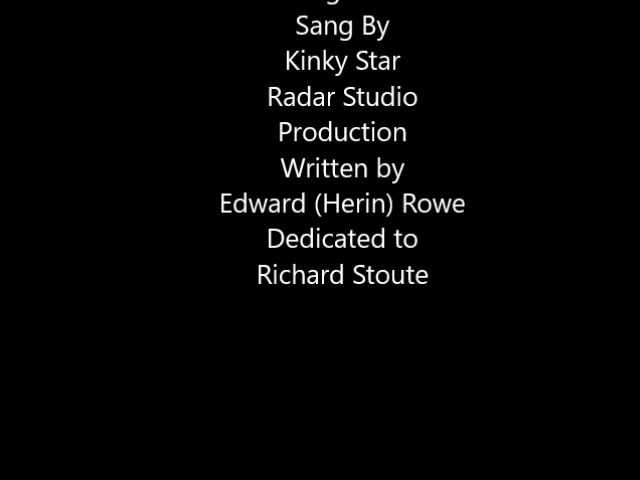 Sang By
Kinky Star
Radar Studio
Production
Written by
Edward (Herin) Rowe
Dedicated to
Richard Stoute